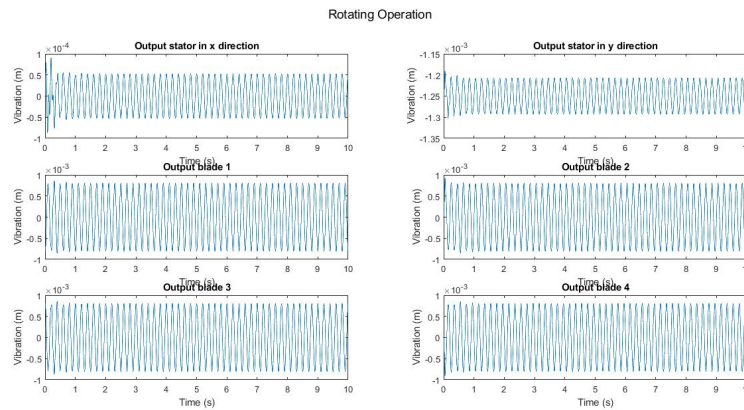 Rotating Operation
Output stator in x direction
×10^-4
Vibration (m)
1
0.5
0
-0.5
-1
0 1 2 3 4 5 6 7 8 9 10
Time (s)
Output stator in y direction
×10^-3
Vibration (m)
-1.15
-1.2
-1.25
-1.3
-1.35
0 1 2 3 4 5 6 7 8 9 10
Time (s)
Output blade 1
×10^-3
Vibration (m)
1
0.5
0
-0.5
-1
0 1 2 3 4 5 6 7 8 9 10
Time (s)
Output blade 2
×10^-3
Vibration (m)
1
0.5
0
-0.5
-1
0 1 2 3 4 5 6 7 8 9 10
Time (s)
Output blade 3
×10^-3
Vibration (m)
1
0.5
0
-0.5
-1
0 1 2 3 4 5 6 7 8 9 10
Time (s)
Output blade 4
×10^-3
Vibration (m)
1
0.5
0
-0.5
-1
0 1 2 3 4 5 6 7 8 9 10
Time (s)